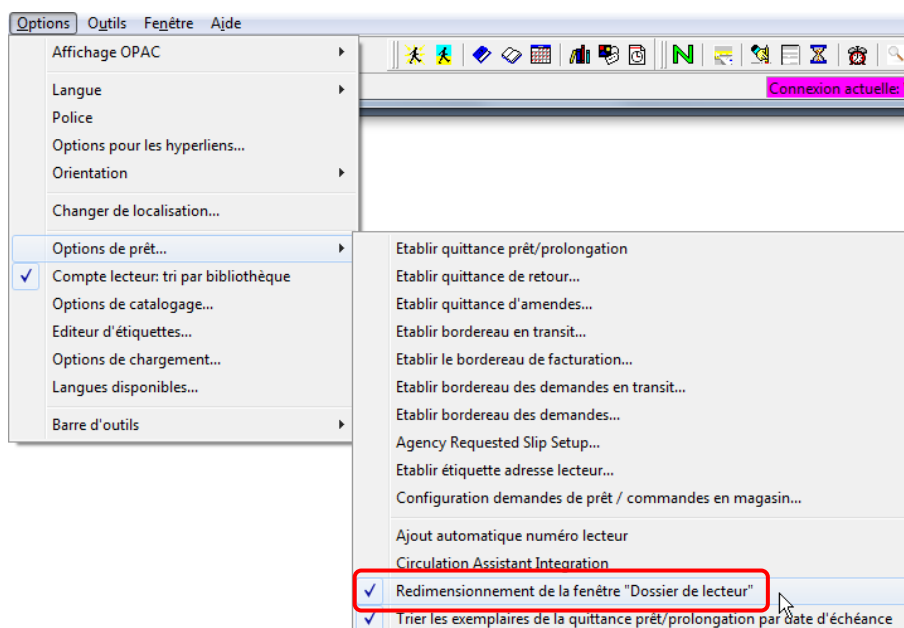 Options Outils Fenêtre Aide
Affichage OPAC
Connexion actuelle:
Langue
Police
Options pour les hyperliens...
Orientation
Changer de localisation...
Options de prêt...
Compte lecteur: tri par bibliothèque
Options de catalogage...
Editeur d'étiquettes...
Options de chargement...
Langues disponibles...
Barre d'outils
Etablir quittance prêt/prolongation
Etablir quittance de retour...
Etablir quittance d'amendes...
Etablir bordereau en transit...
Etablir le bordereau de facturation...
Etablir bordereau des demandes en transit...
Etablir bordereau des demandes...
Agency Requested Slip Setup...
Etablir étiquette adresse lecteur...
Configuration demandes de prêt / commandes en magasin...
Ajout automatique numéro lecteur
Circulation Assistant Integration
Redimensionnement de la fenêtre "Dossier de lecteur"
Trier les exemplaires de la quittance prêt/prolongation par date d'échéance